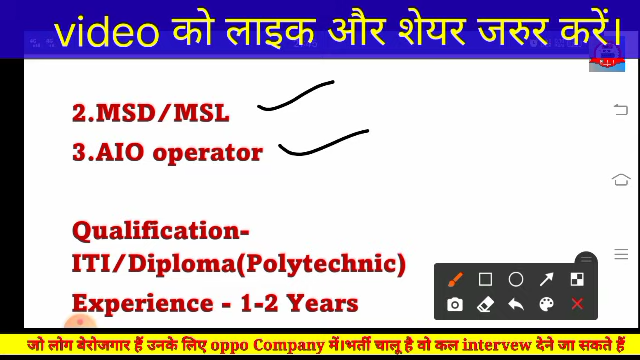 video को लाइक और शेयर जरुर करें।
2.MSD/MSL
3.AIO operator
Qualification-
ITI/Diploma(Polytechnic)
Experience - 1-2 Years
जो लोग बेरोजगार हैं उनके लिए oppo Company में।भर्ती चालू है वो कल intervew देने जा सकते हैं